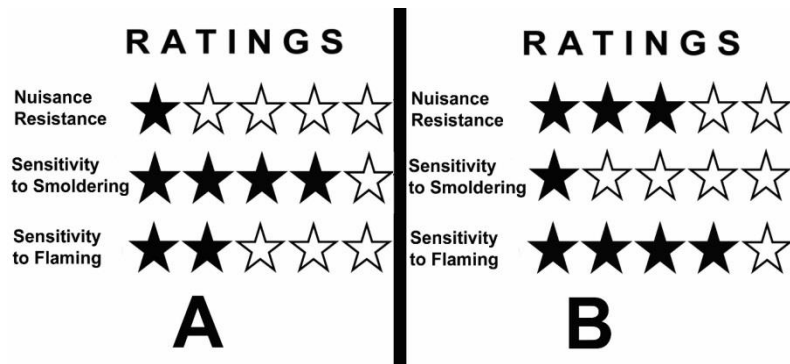 RATINGS
Nuisance
Resistance
Sensitivity
to Smoldering
Sensitivity
to Flaming
A
RATINGS
Nuisance
Resistance
Sensitivity
to Smoldering
Sensitivity
to Flaming
B